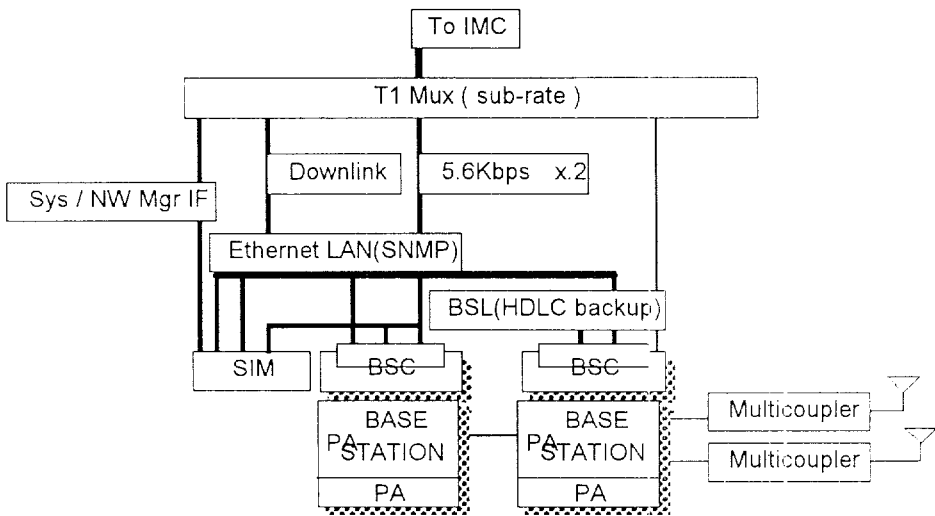 To IMC
T1 Mux ( sub-rate )
Downlink
5.6Kbps x.2
Sys / NW Mgr IF
Ethernet LAN(SNMP)
BSL(HDLC backup)
SIM
BSC
BSC
BASE
PA
STATION
PA
BASE
PA
STATION
PA
Multicoupler
Multicoupler